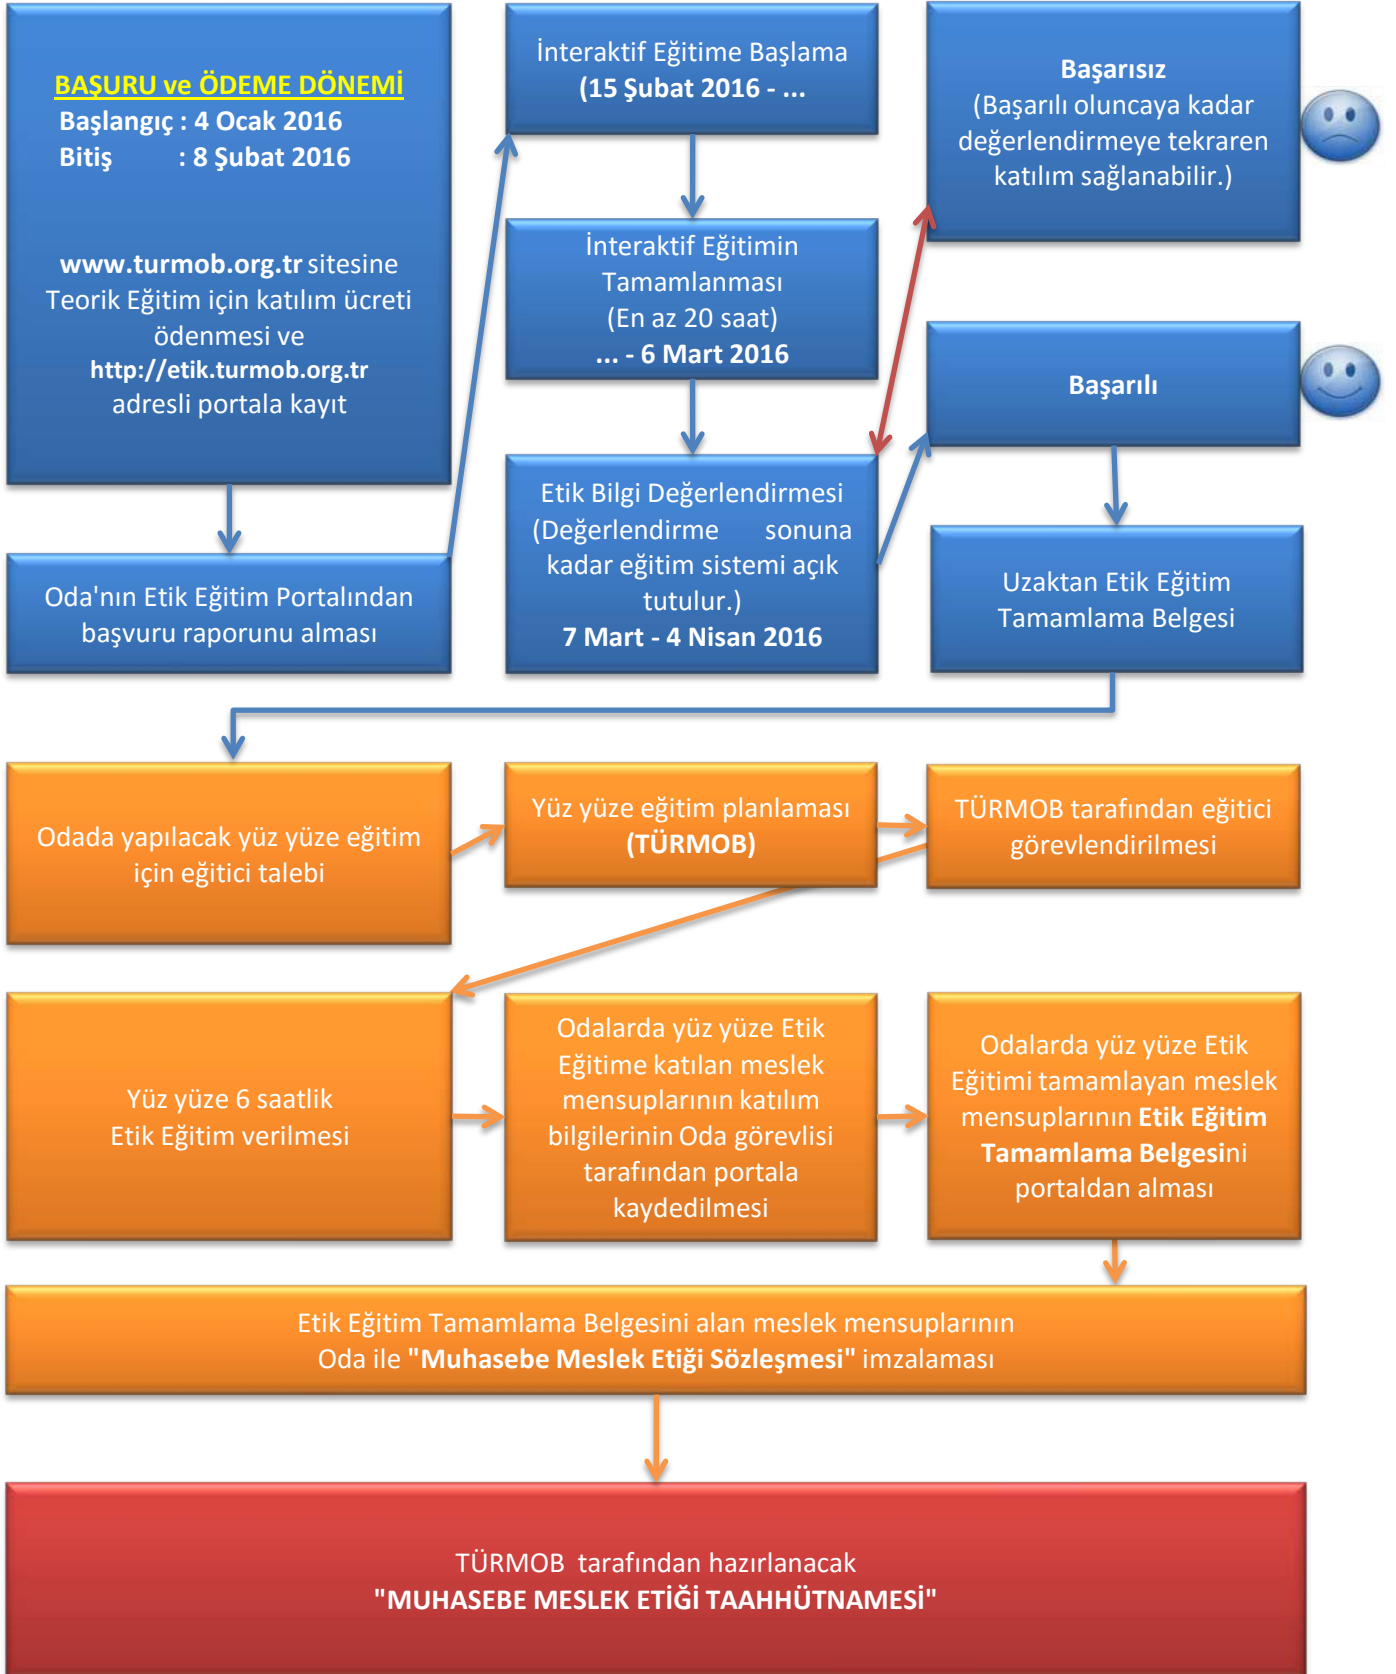 BAŞURU ve ÖDEME DÖNEMİ
Başlangıç : 4 Ocak 2016
Bitiş : 8 Şubat 2016
www.turmob.org.tr sitesine
Teorik Eğitim için katılım ücreti
ödenmesi ve
http://etik.turmob.org.tr
adresli portala kayıt
Oda'nın Etik Eğitim Portalından
başvuru raporunu alması
İnteraktif Eğitime Başlama
(15 Şubat 2016 - ...
İnteraktif Eğitimin
Tamamlanması
(En az 20 saat)
... - 6 Mart 2016
Etik Bilgi Değerlendirmesi
(Değerlendirme sonuna
kadar eğitim sistemi açık
tutulur.)
7 Mart - 4 Nisan 2016
Başarısız
(Başarılı oluncaya kadar
değerlendirmeye tekraren
katılım sağlanabilir.)
Başarılı
Uzaktan Etik Eğitim
Tamamlama Belgesi
Odada yapılacak yüz yüze eğitim
için eğitici talebi
Yüz yüze eğitim planlaması
(TÜRMOB)
TÜRMOB tarafından eğitici
görevlendirilmesi
Yüz yüze 6 saatlik
Etik Eğitim verilmesi
Odalarda yüz yüze Etik
Eğitime katılan meslek
mensuplarının katılım
bilgilerinin Oda görevlisi
tarafından portala
kaydedilmesi
Odalarda yüz yüze Etik
Eğitimi tamamlayan meslek
mensuplarının Etik Eğitim
Tamamlama Belgesini
portaldan alması
Etik Eğitim Tamamlama Belgesini alan meslek mensuplarının
Oda ile "Muhasebe Meslek Etiği Sözleşmesi" imzalaması
TÜRMOB tarafından hazırlanacak
"MUHASEBE MESLEK ETİĞİ TAAHHÜTNAMESİ"